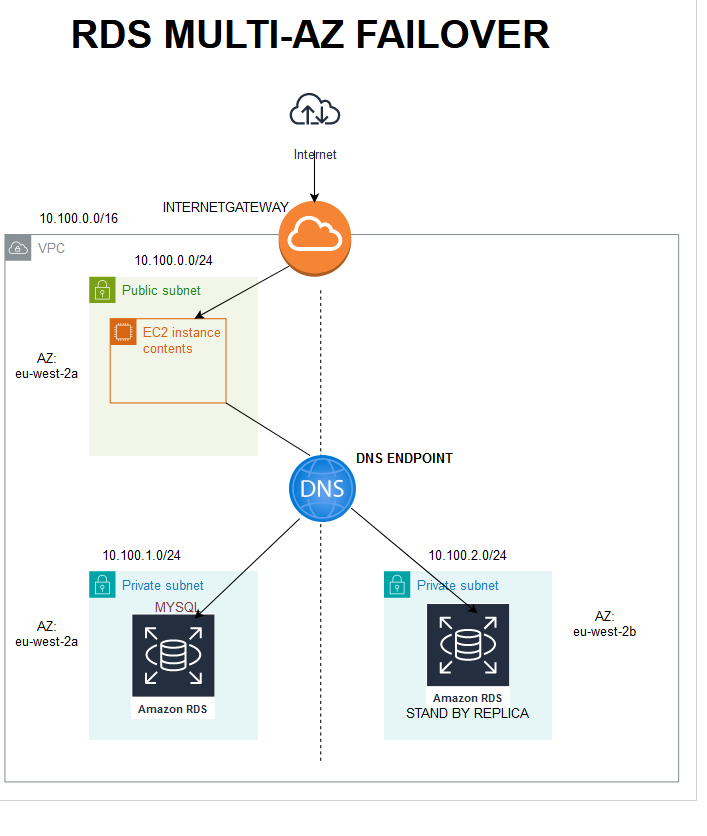 RDS MULTI-AZ FAILOVER
Internet
INTERNETGATEWAY
10.100.0.0/16
VPC
10.100.0.0/24
Public subnet
EC2 instance
contents
AZ:
eu-west-2a
DNS ENDPOINT
DNS
10.100.1.0/24
10.100.2.0/24
Private subnet
Private subnet
MYSQL
AZ:
eu-west-2a
AZ:
eu-west-2b
Amazon RDS
Amazon RDS
STAND BY REPLICA